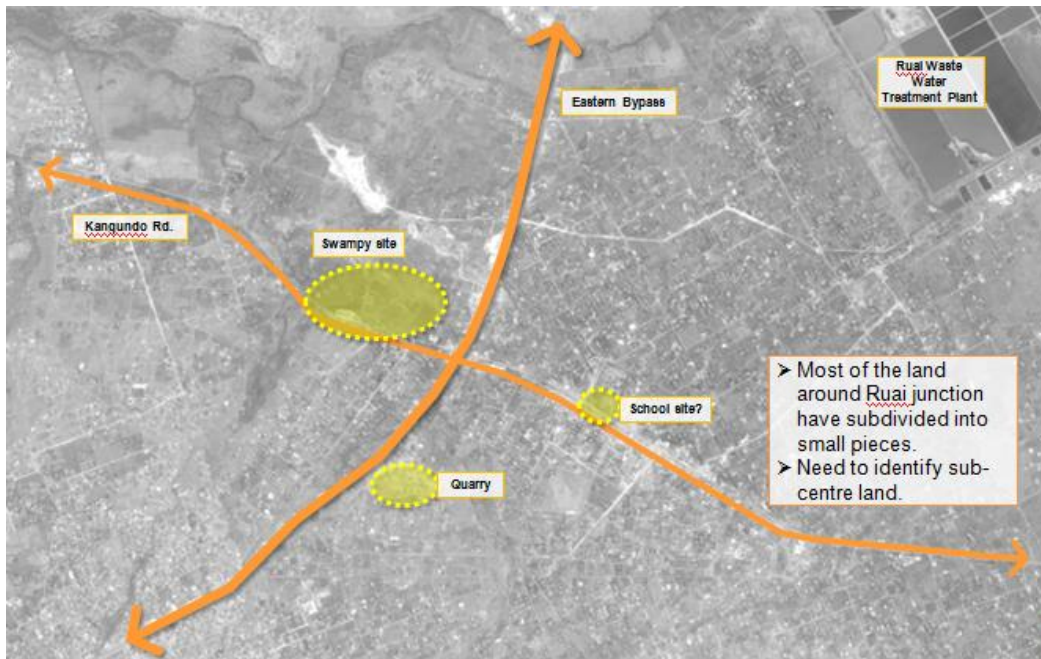 Ruai Waste
Water
Treatment Plant
Eastern Bypass
Kangundo Rd.
Swampy site
➢ Most of the land
around Ruai junction
have subdivided into
small pieces.
➢ Need to identify sub-
centre land.
School site?
Quarry